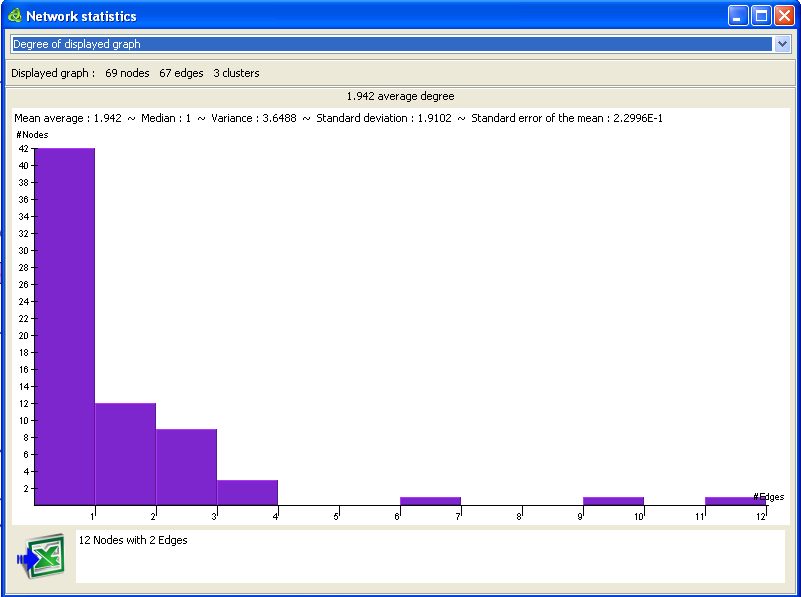 Network statistics
Degree of displayed graph
Displayed graph : 69 nodes 67 edges 3 clusters
1.942 average degree
Mean average : 1.942 ~ Median : 1 ~ Variance : 3.6488 ~ Standard deviation : 1.9102 ~ Standard error of the mean : 2.2996E-1
#Nodes
42
40
38
36
34
32
30
28
26
24
22
20
18
16
14
12
10
8
6
4
2
#Edges
1 2 3 4 5 6 7 8 9 10 11 12
12 Nodes with 2 Edges